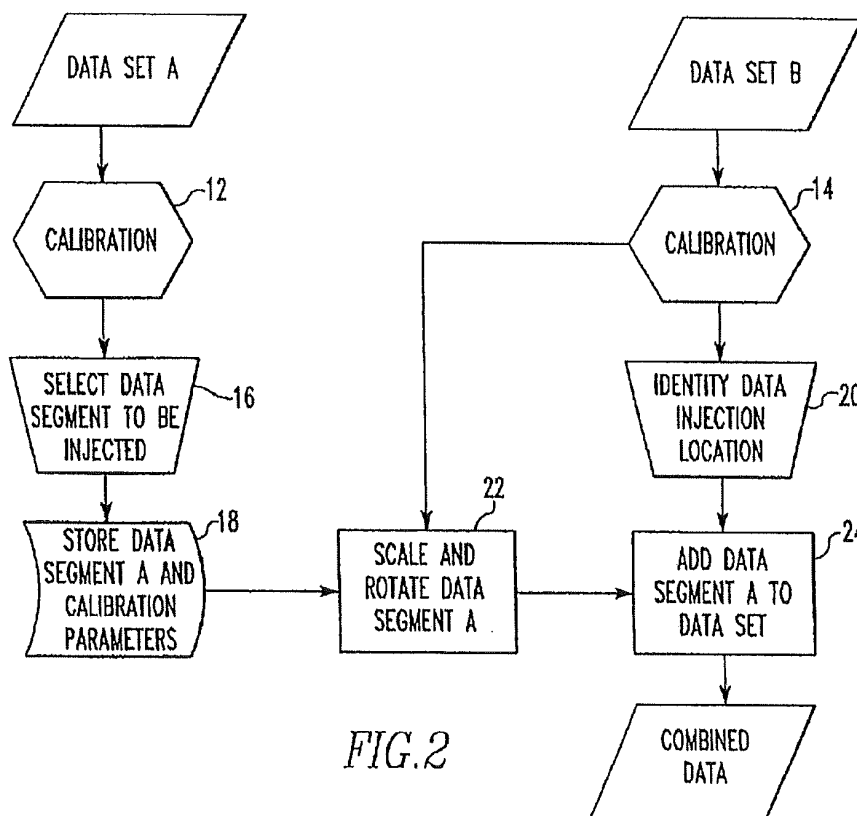 DATA SET A
DATA SET B
12
CALIBRATION
14
CALIBRATION
SELECT DATA
SEGMENT TO BE
INJECTED
16
IDENTITY DATA
INJECTION
LOCATION
20
18
STORE DATA
SEGMENT A AND
CALIBRATION
PARAMETERS
22
SCALE AND
ROTATE DATA
SEGMENT A
24
ADD DATA
SEGMENT A TO
DATA SET
COMBINED
DATA
FIG.2